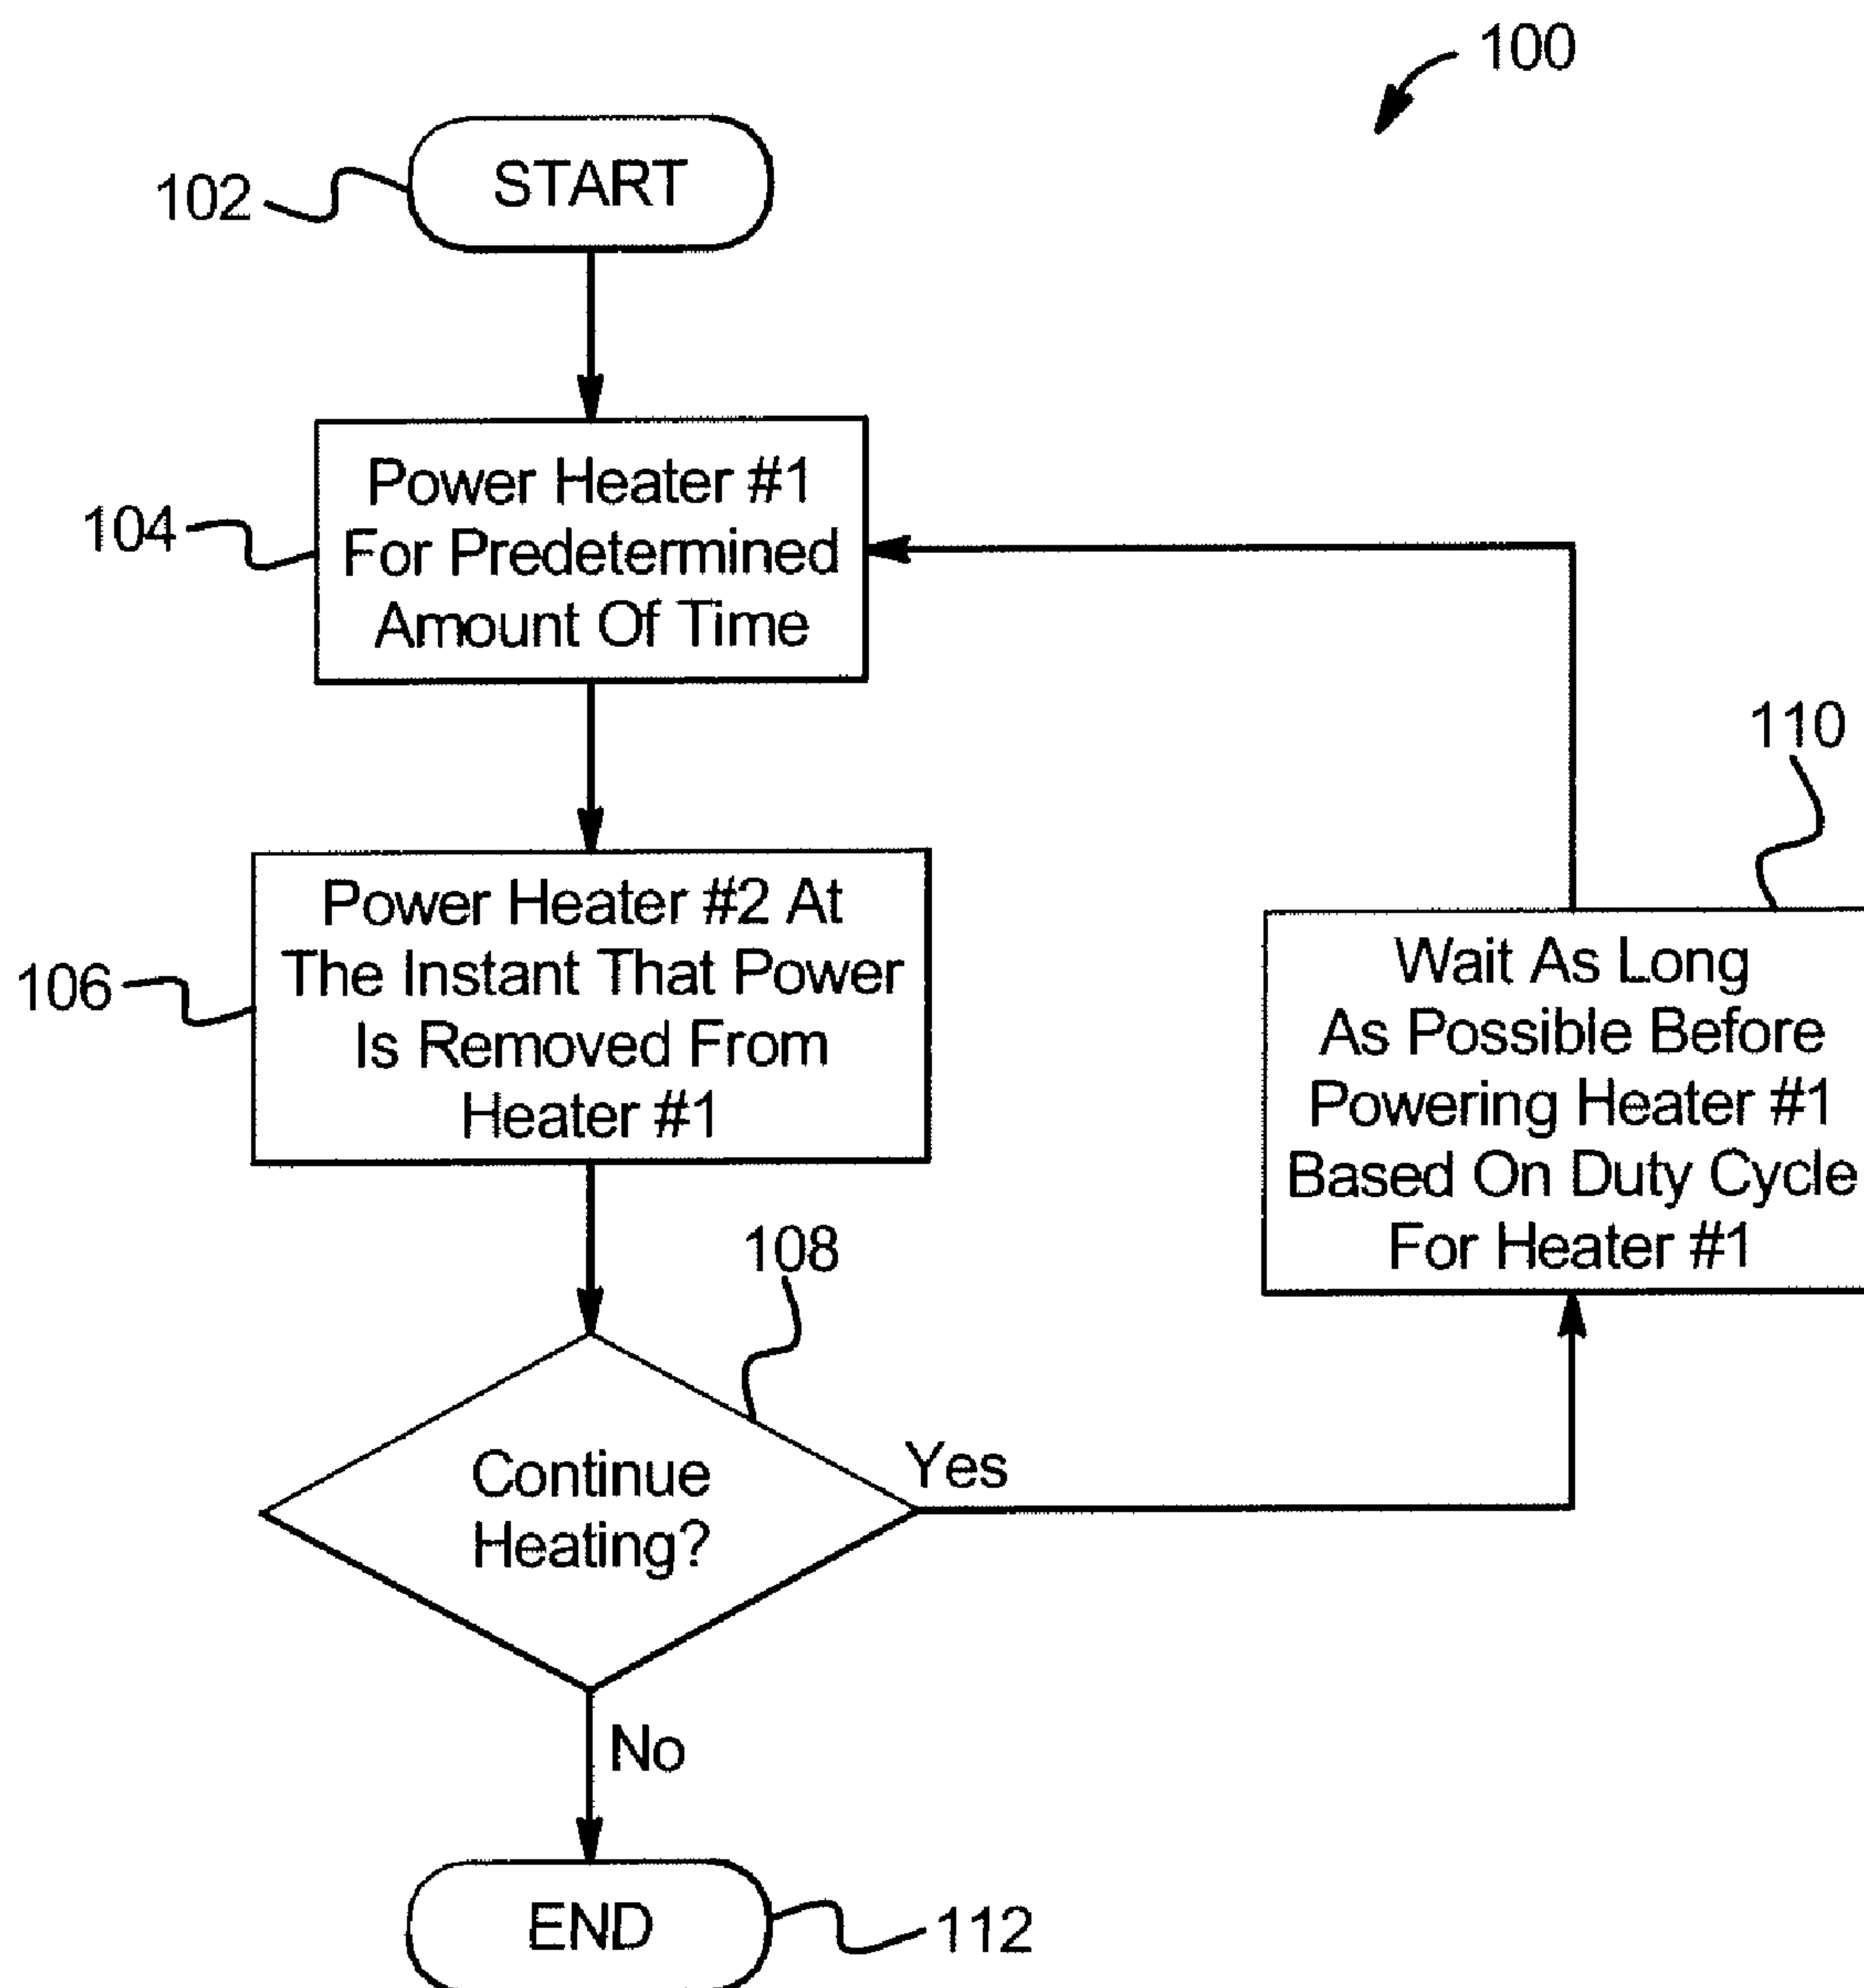 100
START
102
Power Heater #1
For Predetermined
Amount Of Time
104
110
Power Heater #2 At
The Instant That Power
Is Removed From
Heater #1
106
Wait As Long
As Possible Before
Powering Heater #1
Based On Duty Cycle
For Heater #1
108
Continue
Heating?
Yes
No
END
112